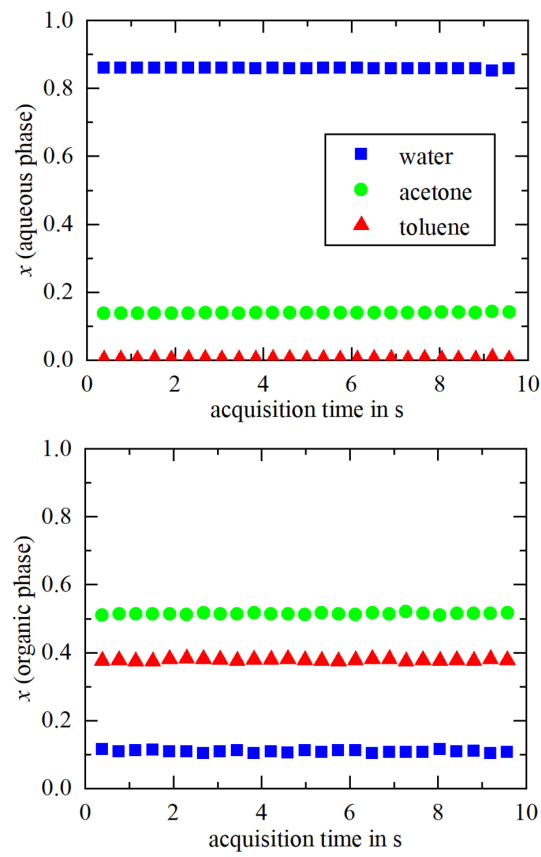 1.0
0.8
0.6
0.4
0.2
0.0
x (aqueous phase)
water
acetone
toluene
0 2 4 6 8 10
acquisition time in s
1.0
0.8
0.6
0.4
0.2
0.0
x (organic phase)
0 2 4 6 8 10
acquisition time in s